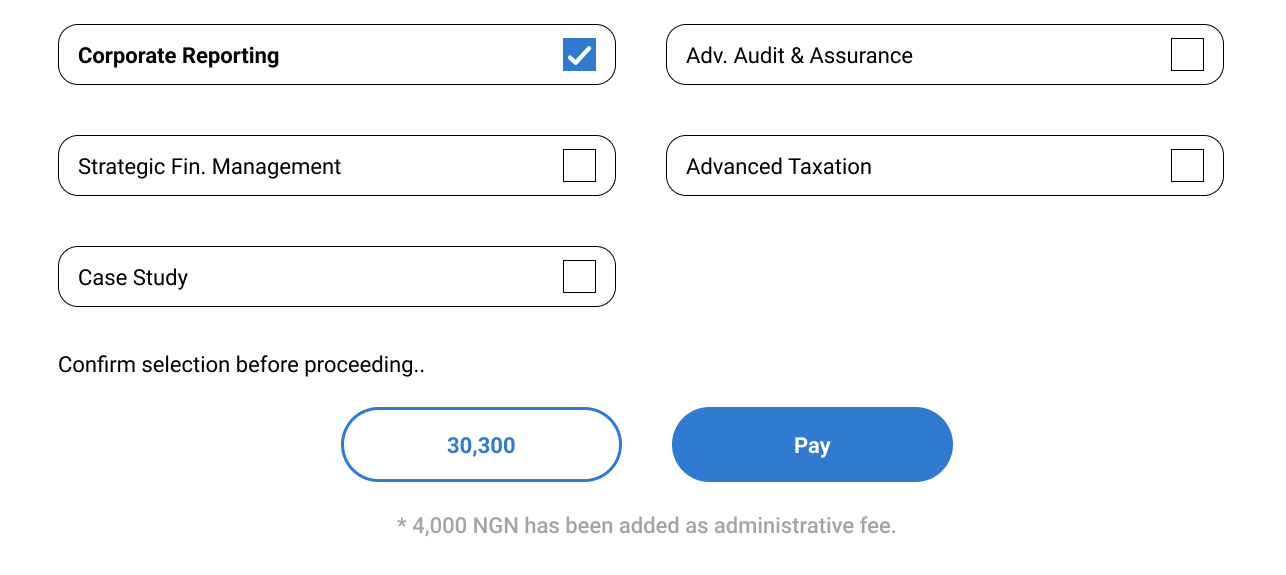 Corporate Reporting
Adv. Audit & Assurance
Strategic Fin. Management
Advanced Taxation
Case Study
Confirm selection before proceeding..
30,300
Pay
* 4,000 NGN has been added as administrative fee.